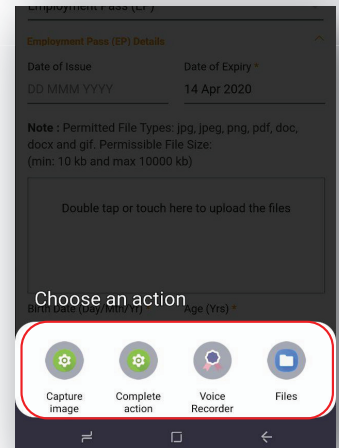 Employment Pass (EP)
Employment Pass (EP) Details
Date of Issue Date of Expiry *
DD MMM YYYY 14 Apr 2020
Note : Permitted File Types: jpg, jpeg, png, pdf, doc,
docx and gif. Permissible File Size:
(min: 10 kb and max 10000
kb)
Double tap or touch here to upload the files
Choose an action
Birth Date (Day/Mth/Yr) * Age (Yrs) *
Capture
image
Complete
action
Voice
Recorder
Files